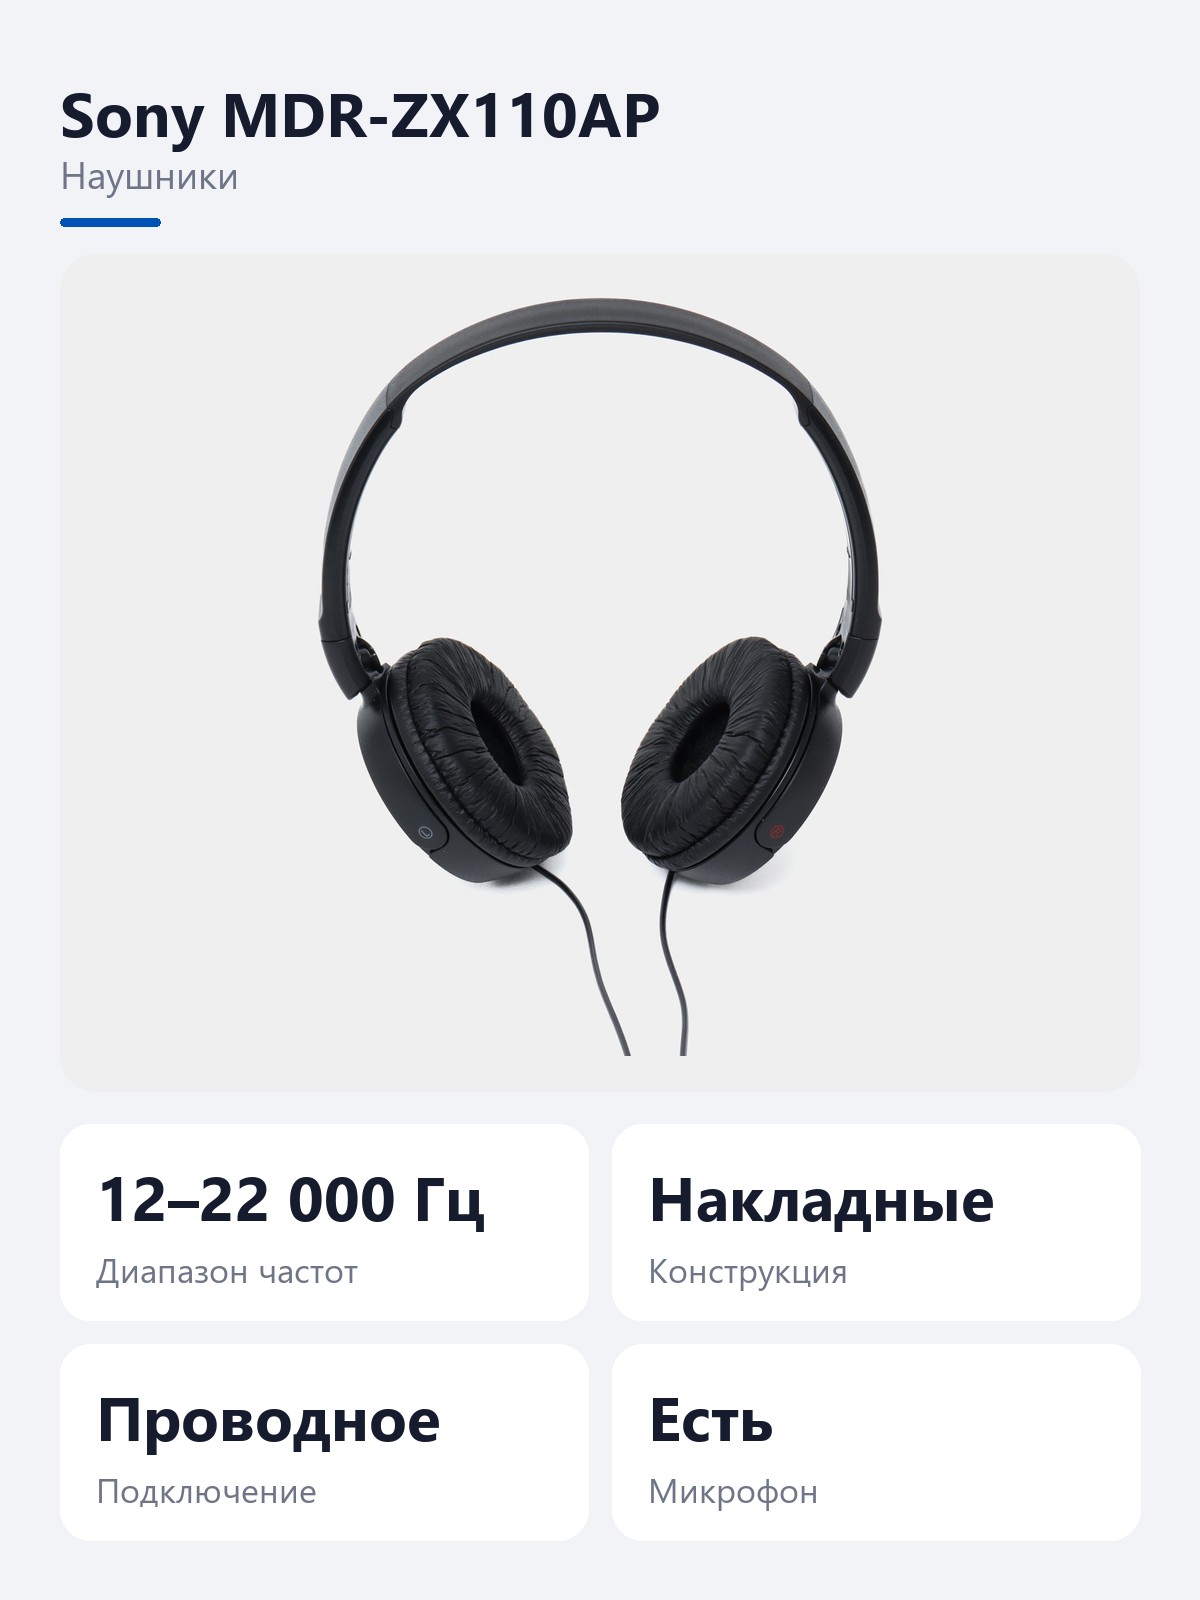 Sony MDR-ZX110AP
Наушники
L
R
12–22 000 Гц
Диапазон частот
Накладные
Конструкция
Проводное
Подключение
Есть
Микрофон